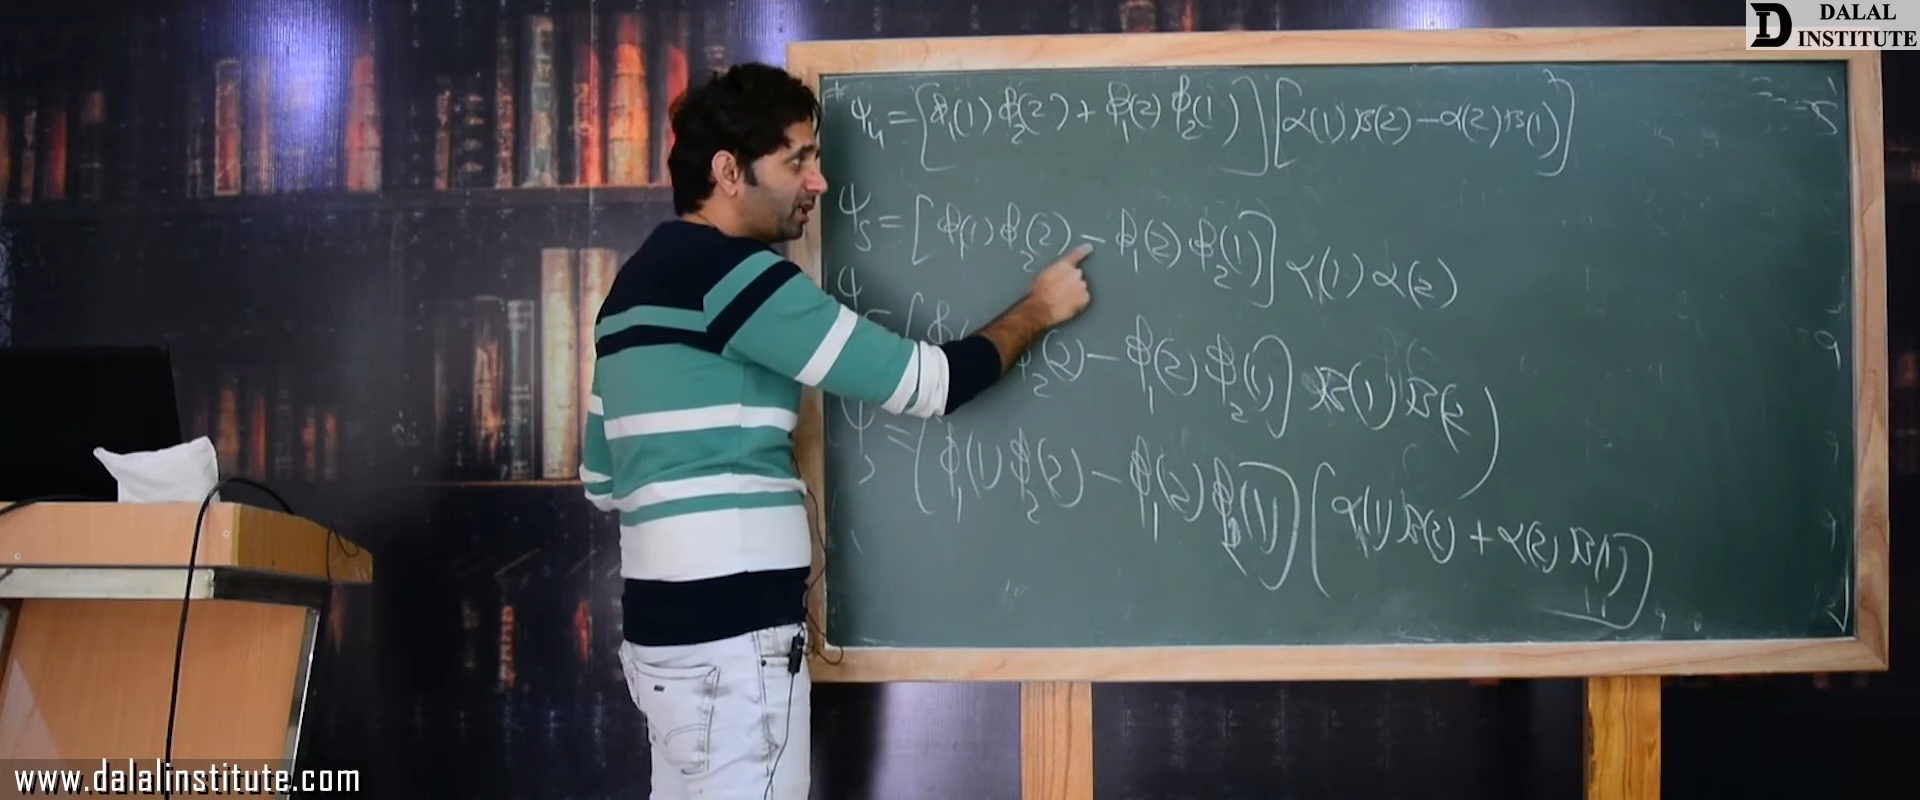 DALAL
INSTITUTE
ψ₄ = [ϕ₁(1) ϕ₂(2) + ϕ₁(2) ϕ₂(1)] [α(1) β(2) − α(2) β(1)]
ψ₅ = [ϕ₁(1) ϕ₂(2) − ϕ₁(2) ϕ₂(1)] α(1) α(2)
ψ = [ϕ ϕ₂(2) − ϕ₁(2) ϕ₂(1)] β(1) β(2)
ψ = [ϕ₁(1) ϕ₂(2) − ϕ₁(2) ϕ₂(1)] [α(1) β(2) + α(2) β(1)]
www.dalalinstitute.com